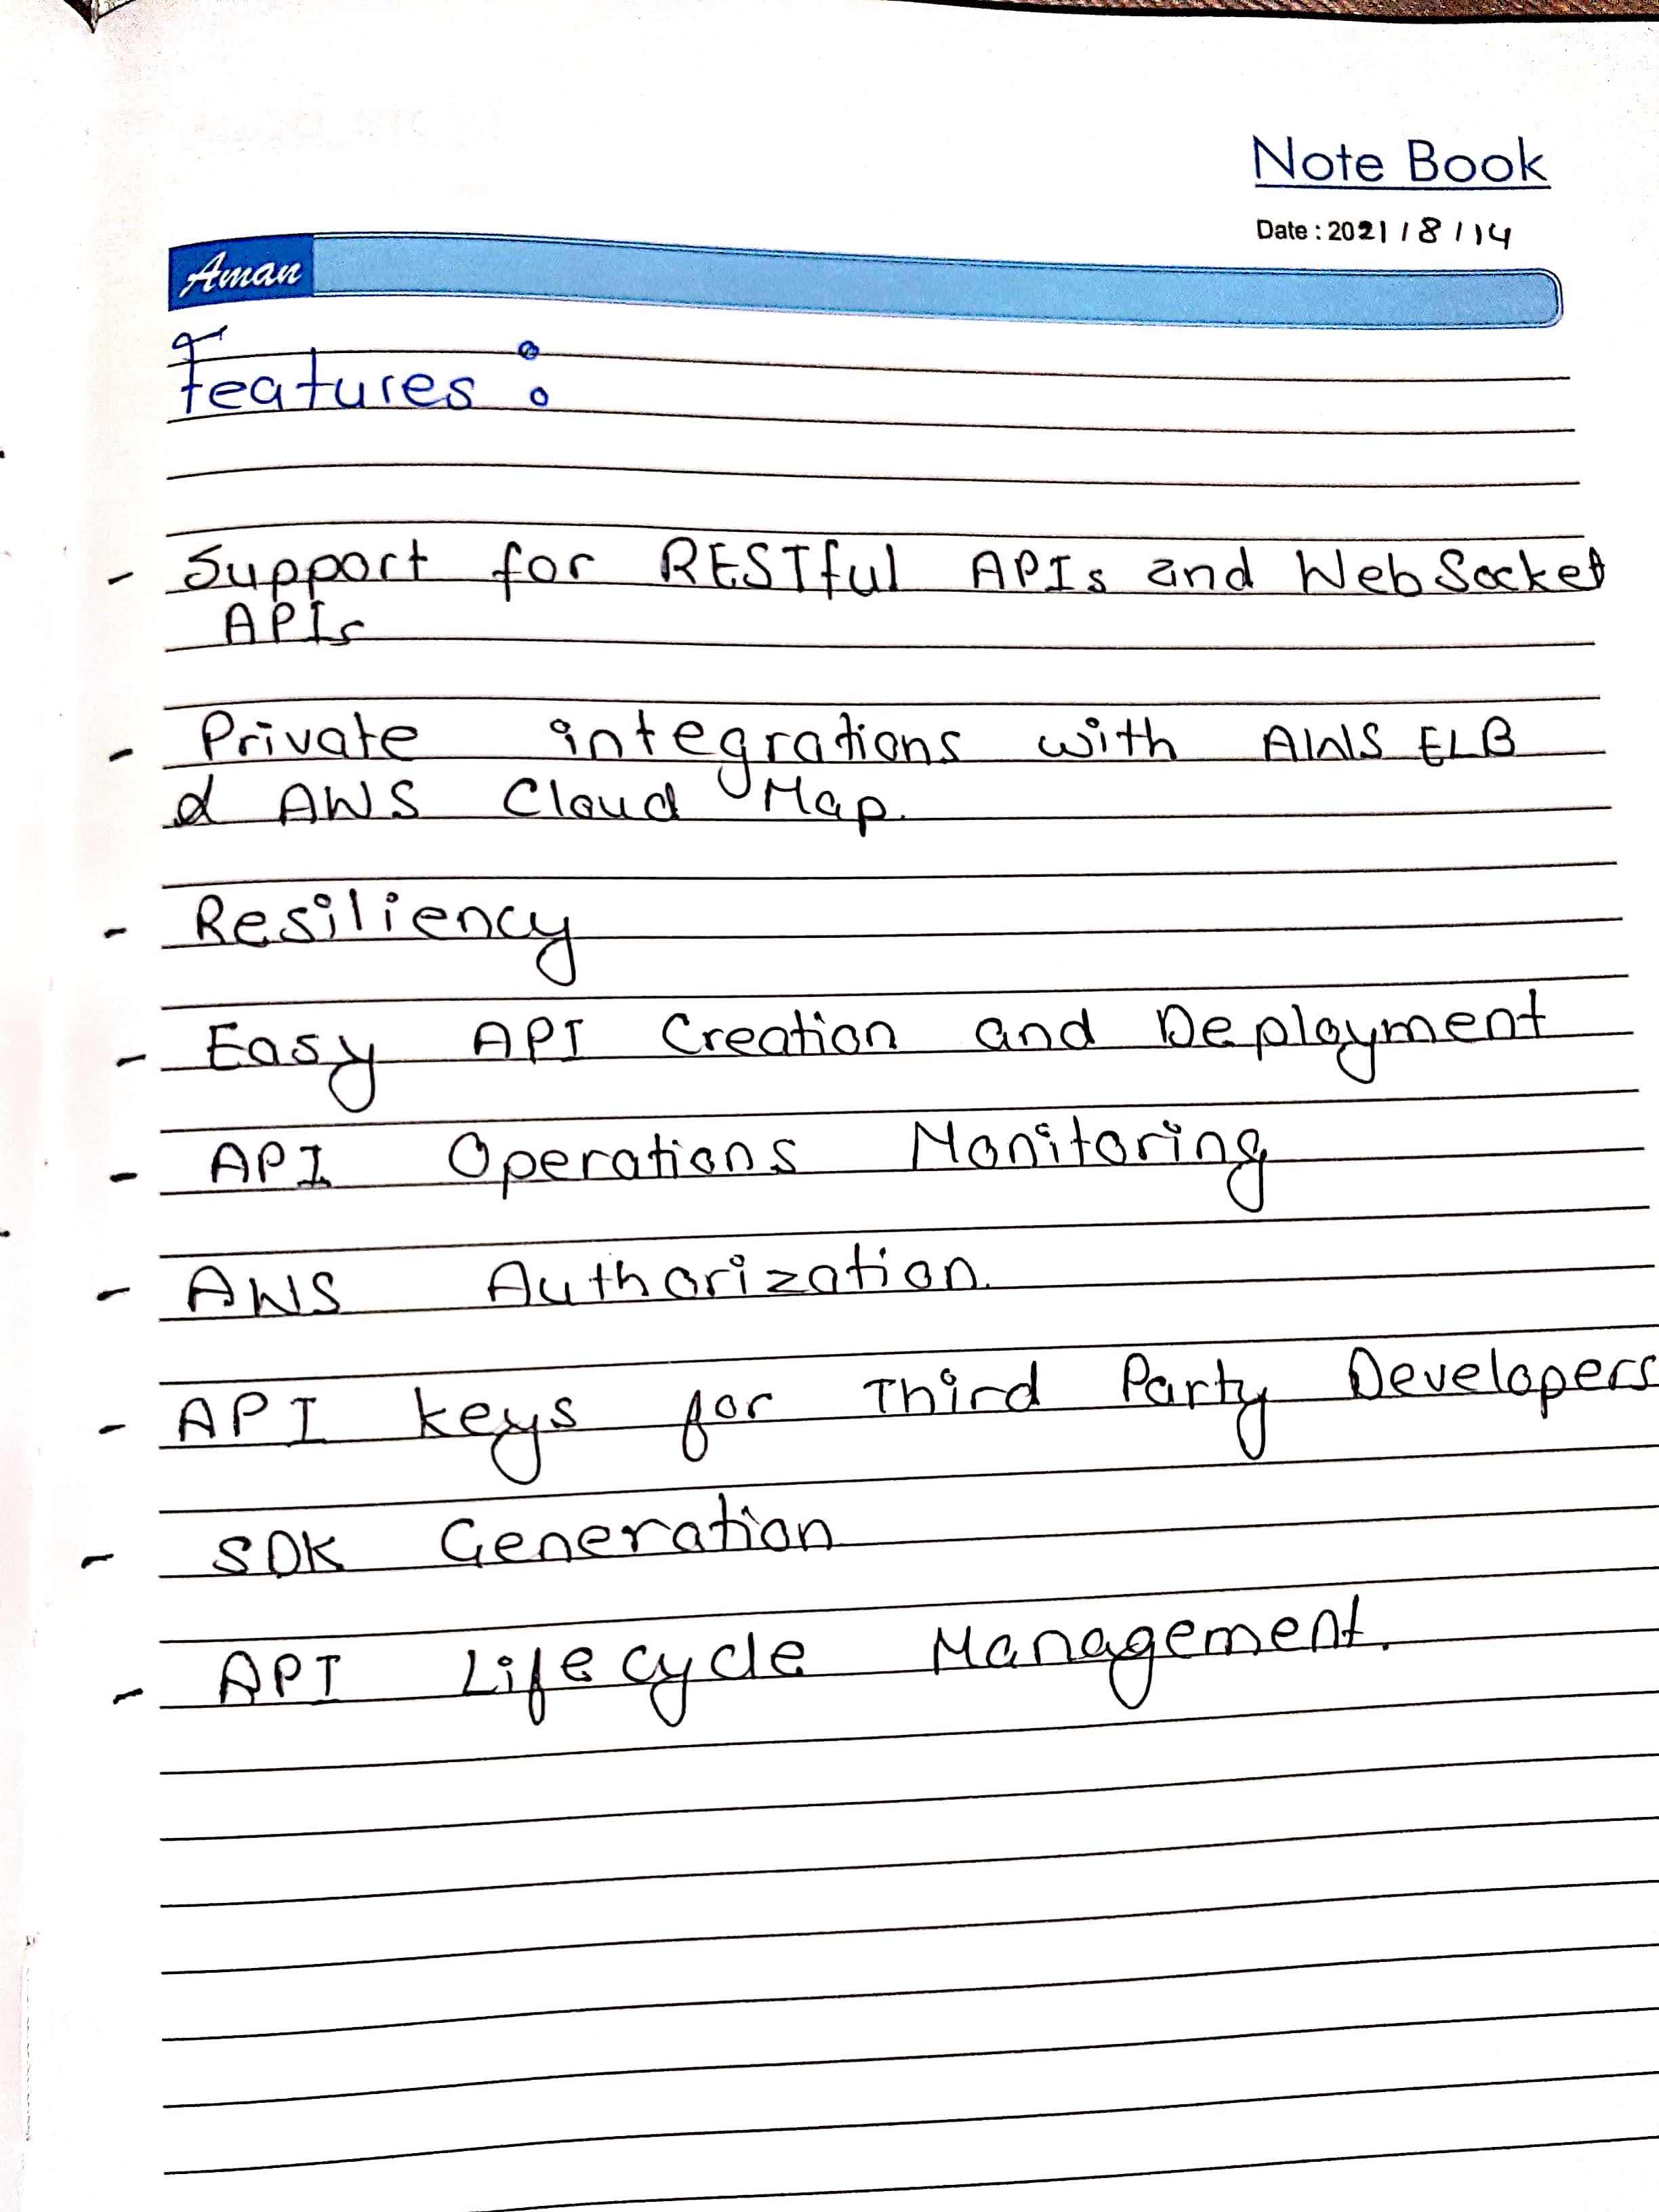 Note Book
Date : 2021/8/14
Aman
Features :
- Support for RESTful APIs and WebSocket
APIs
- Private integrations with AWS ELB
& AWS Cloud Map.
- Resiliency
- Easy API Creation and Deployment
- API Operations Monitoring
- AWS Authorization.
- API keys for Third Party Developers
- SDK Generation
- API Lifecycle Management.